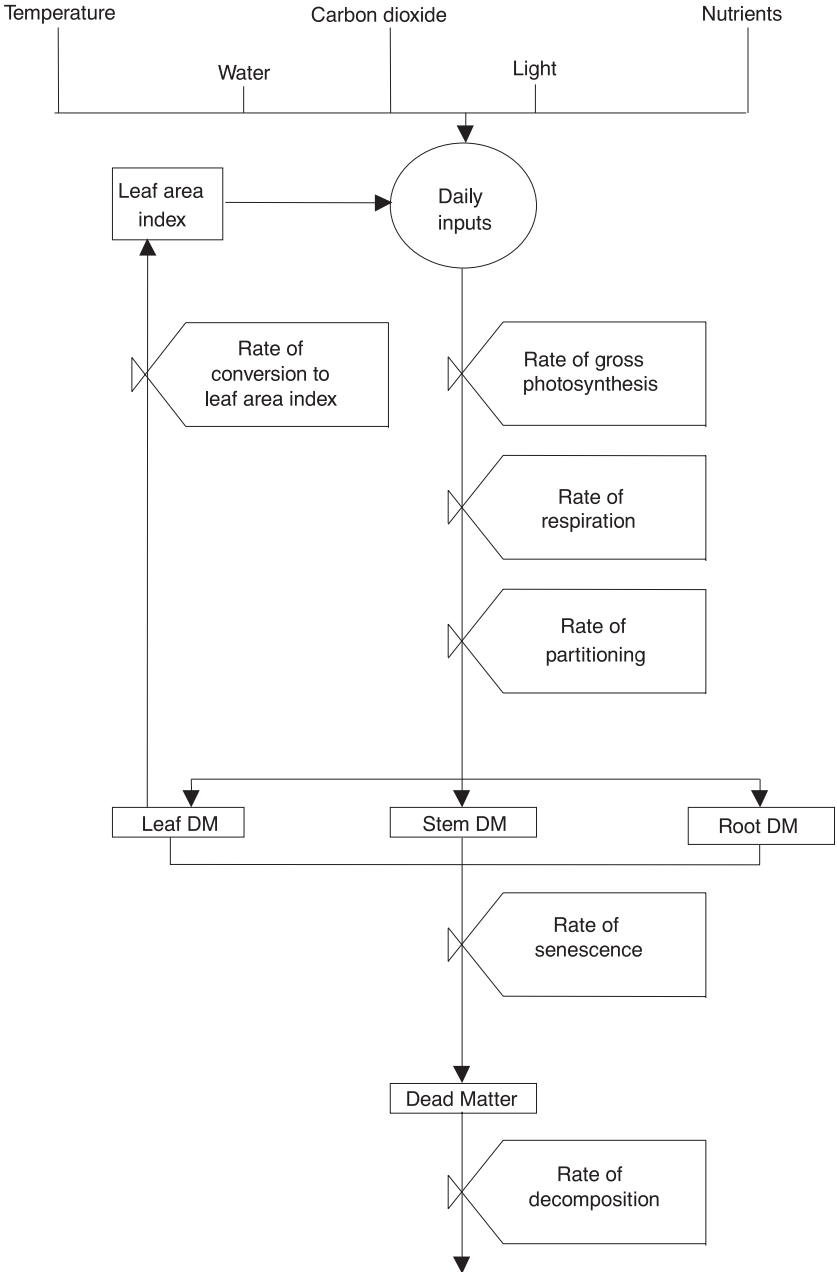 Temperature
Carbon dioxide
Nutrients
Water
Light
Leaf area
index
Daily
inputs
Rate of
conversion to
leaf area index
Rate of gross
photosynthesis
Rate of
respiration
Rate of
partitioning
Leaf DM
Stem DM
Root DM
Rate of
senescence
Dead Matter
Rate of
decomposition